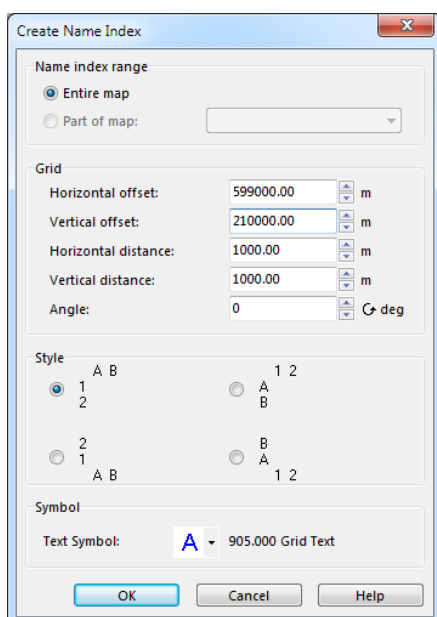 Create Name Index
Name index range
Entire map
Part of map:
Grid
Horizontal offset: 599000.00 m
Vertical offset: 210000.00 m
Horizontal distance: 1000.00 m
Vertical distance: 1000.00 m
Angle: 0 deg
Style
A B 1 2
1 A
2 B
2 B
1 A
A B 1 2
Symbol
Text Symbol: A 905.000 Grid Text
OK Cancel Help